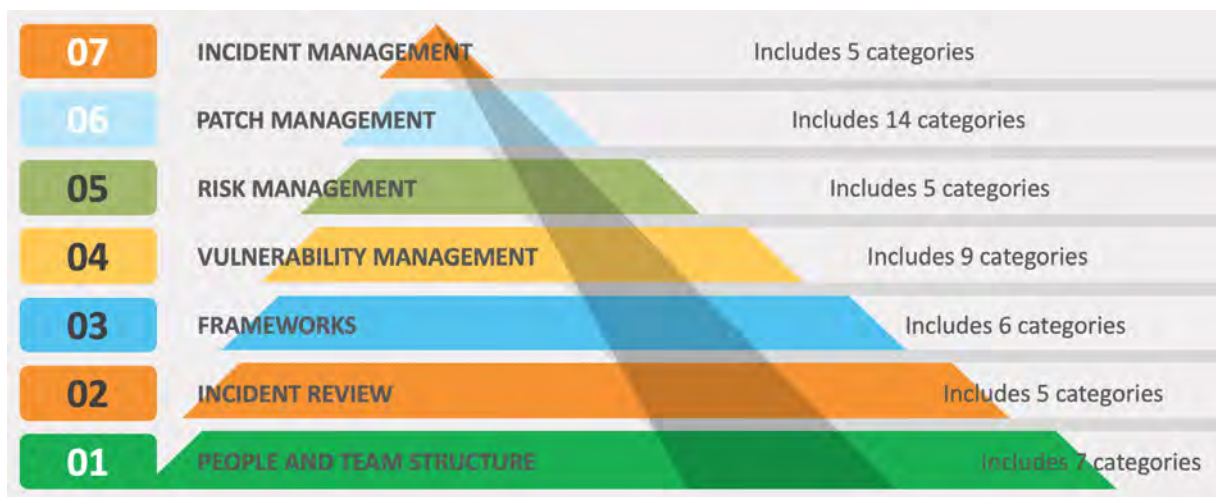 07 INCIDENT MANAGEMENT Includes 5 categories
06 PATCH MANAGEMENT Includes 14 categories
05 RISK MANAGEMENT Includes 5 categories
04 VULNERABILITY MANAGEMENT Includes 9 categories
03 FRAMEWORKS Includes 6 categories
02 INCIDENT REVIEW Includes 5 categories
01 PEOPLE AND TEAM STRUCTURE Includes 7 categories